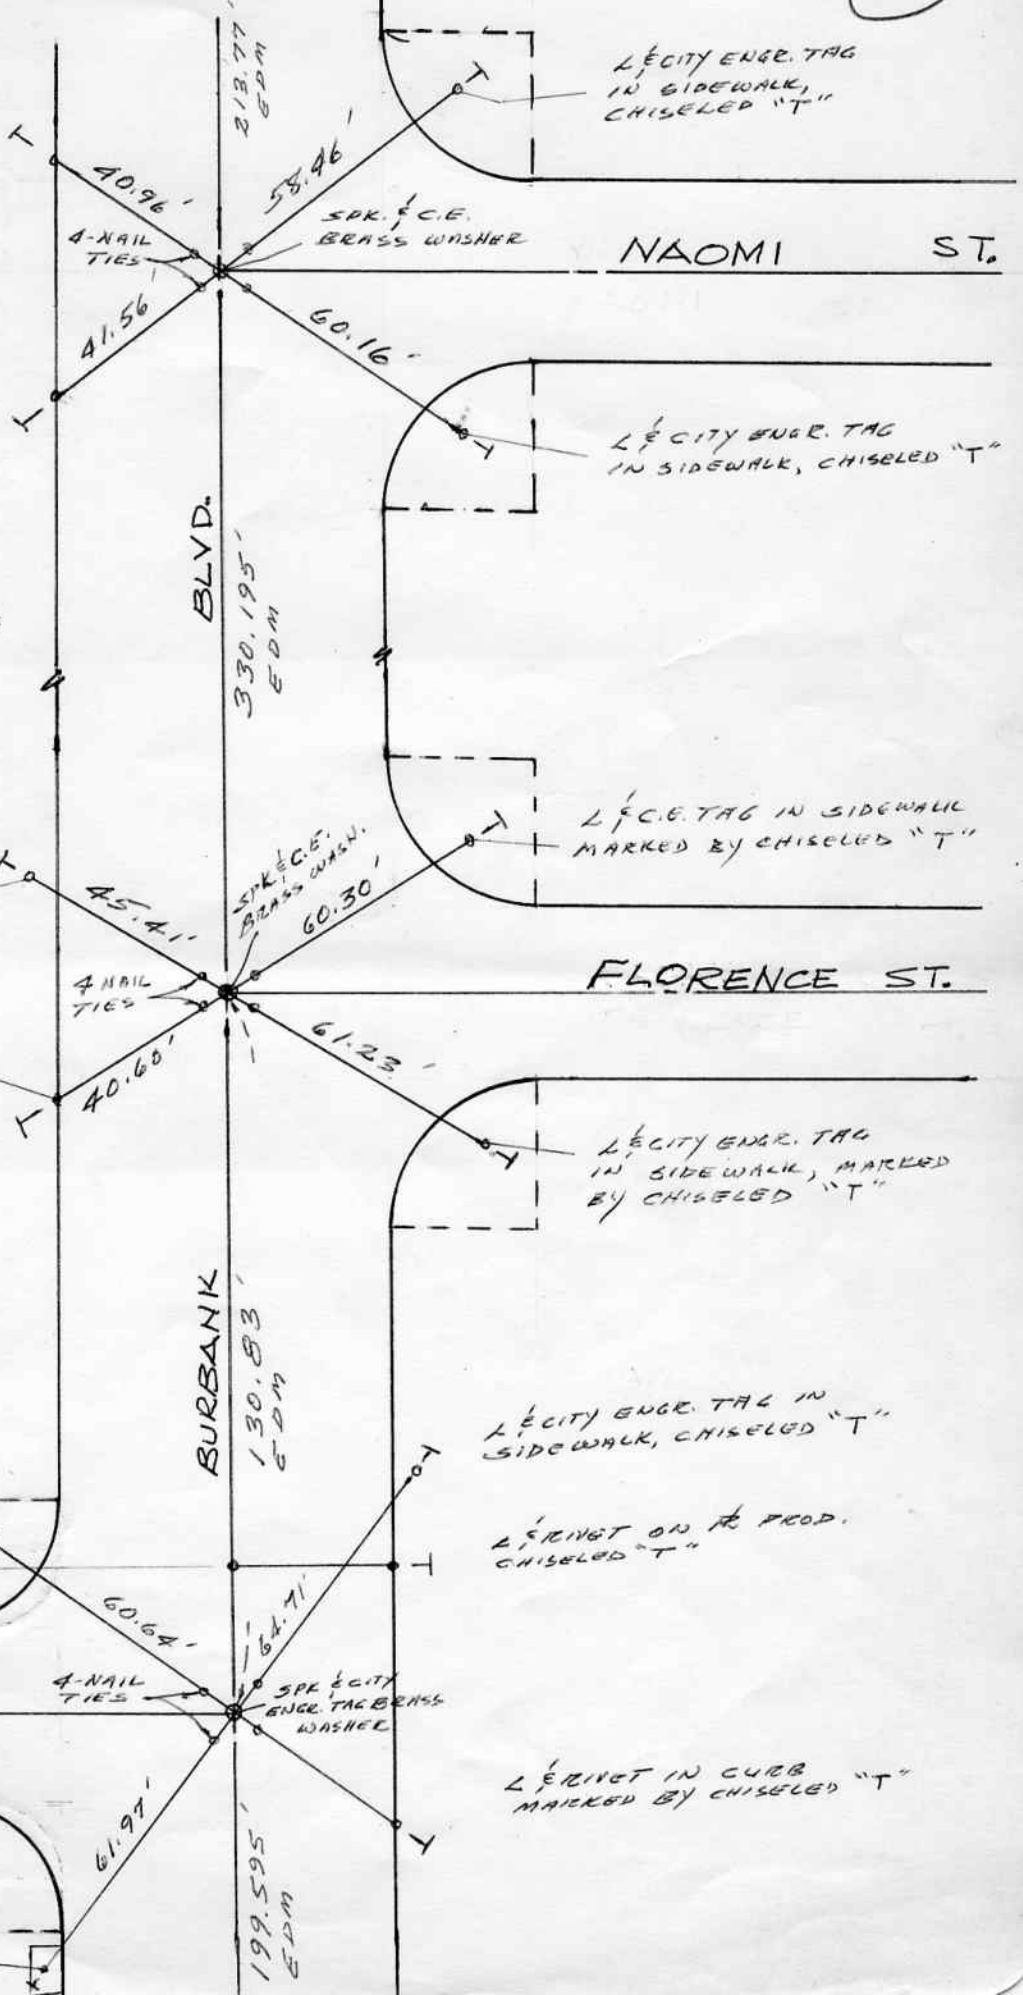 213.77'
EDM
L & CITY ENGR. TAG
IN SIDEWALK,
CHISELED "T"
T
T
40.96'
58.46'
4-NAIL
TIES
SPK. & C.E.
BRASS WASHER
NAOMI ST.
41.56'
60.16'
T
T
L & CITY ENGR. TAG
IN SIDEWALK, CHISELED "T"
BLVD.
330.195'
EDM
L & C.E. TAG IN SIDEWALK
MARKED BY CHISELED "T"
T
T
45.41'
SPK & C.E.
BRASS WASH.
60.30'
4 NAIL
TIES
FLORENCE ST.
40.60'
61.23'
T
T
L & CITY ENGR. TAG
IN SIDEWALK, MARKED
BY CHISELED "T"
BURBANK
130.83'
EDM
L & CITY ENGR. TAG IN
SIDEWALK, CHISELED "T"
T
L & RIVET ON PROD.
CHISELED "T"
T
60.64'
64.71'
4-NAIL
TIES
SPK & CITY
ENGR. TAG BRASS
WASHER
L & RIVET IN CURB
MARKED BY CHISELED "T"
T
61.97'
199.595'
EDM
X